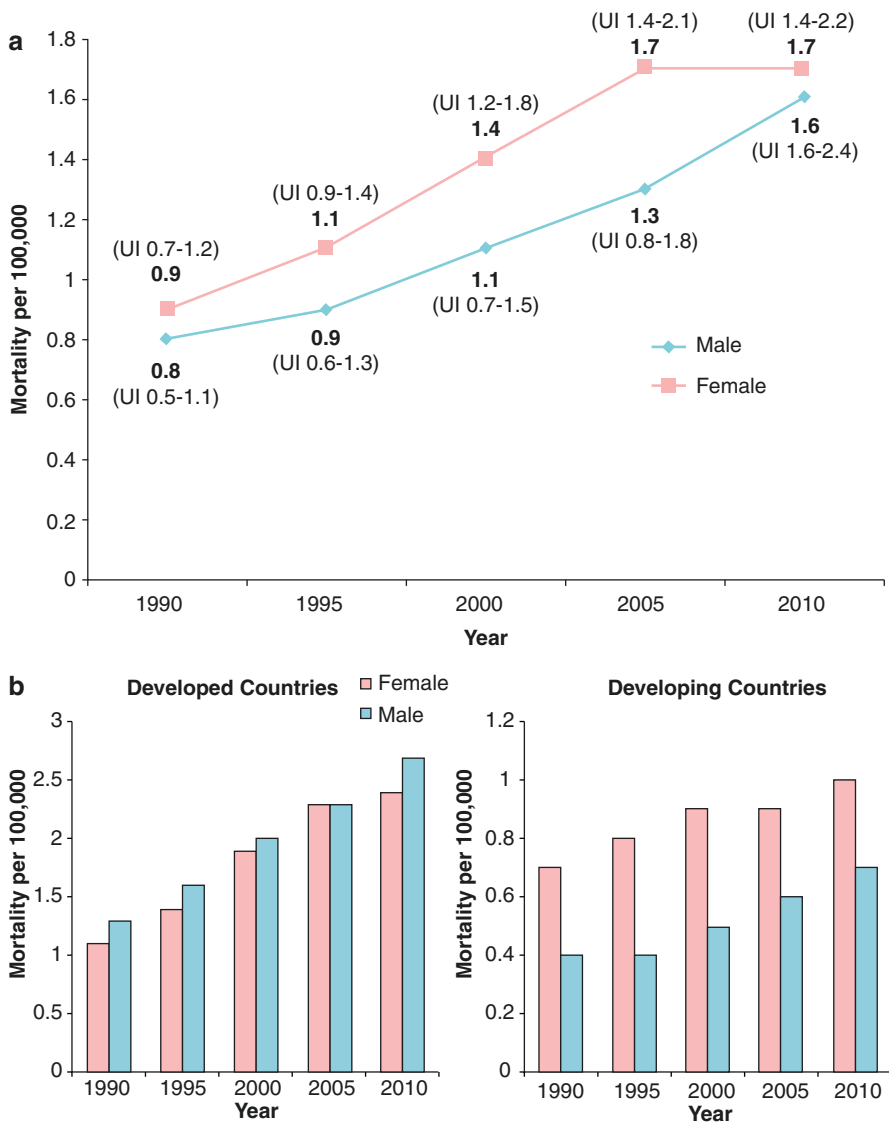 a
Mortality per 100,000
1.8
1.6
1.4
1.2
1
0.8
0.6
0.4
0.2
0
(UI 0.7-1.2)
0.9
(UI 0.9-1.4)
1.1
(UI 1.2-1.8)
1.4
(UI 1.4-2.1)
1.7
(UI 1.4-2.2)
1.7
0.8
(UI 0.5-1.1)
0.9
(UI 0.6-1.3)
1.1
(UI 0.7-1.5)
1.3
(UI 0.8-1.8)
1.6
(UI 1.6-2.4)
Male
Female
1990 1995 2000 2005 2010
Year
b
Developed Countries
Female
Male
Mortality per 100,000
3
2.5
2
1.5
1
0.5
0
1990 1995 2000 2005 2010
Year
Developing Countries
Mortality per 100,000
1.2
1
0.8
0.6
0.4
0.2
0
1990 1995 2000 2005 2010
Year